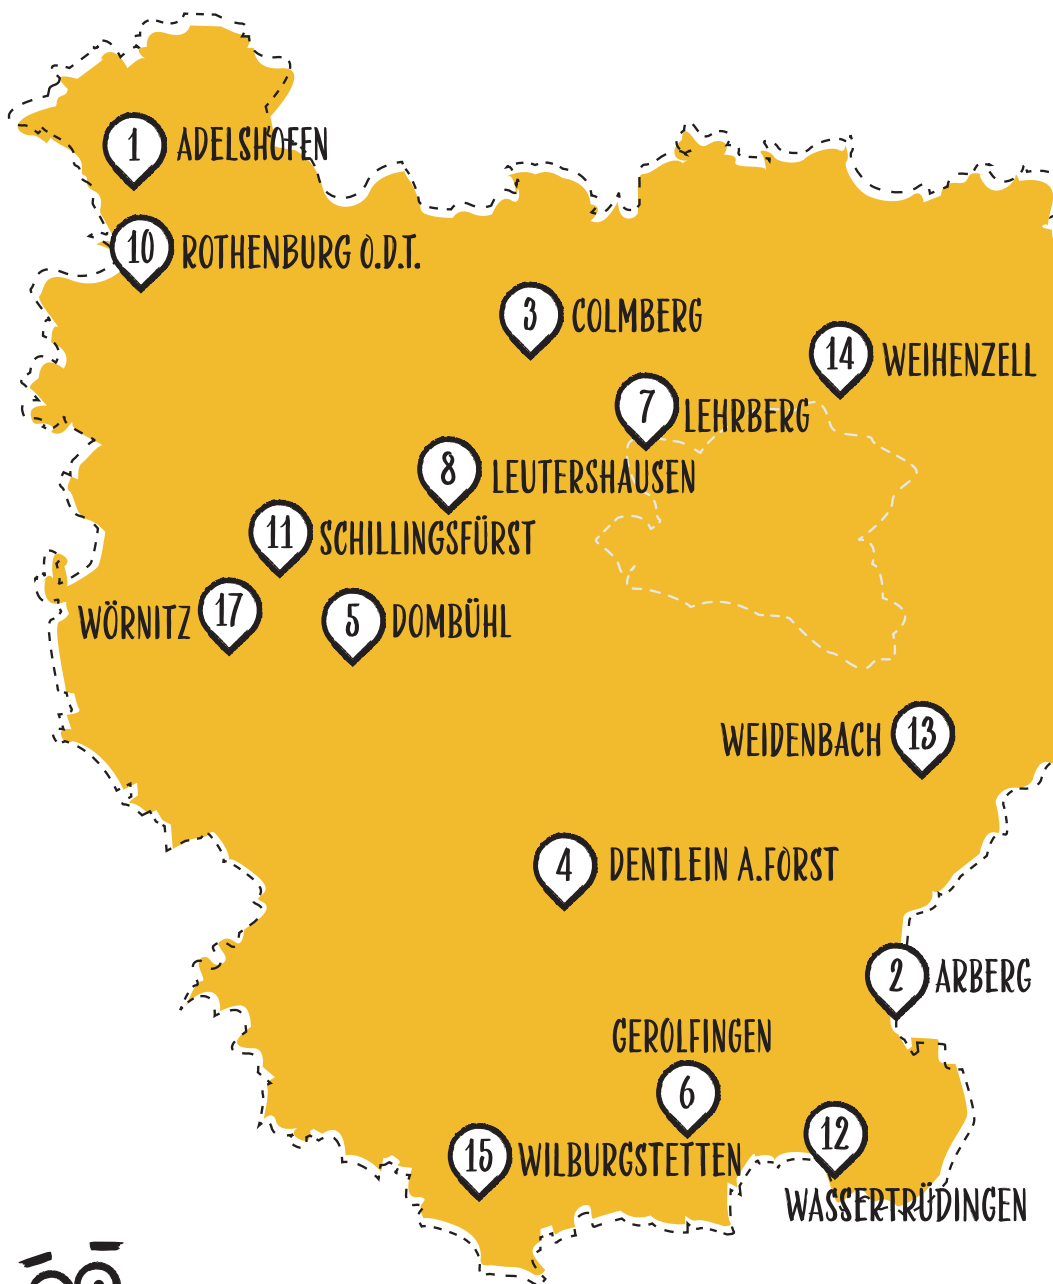 1 ADELSHOFEN
10 ROTHENBURG O.D.T.
3 COLMBERG
14 WEIHENZELL
7 LEHRBERG
8 LEUTERSHAUSEN
11 SCHILLINGSFÜRST
WÖRNITZ 17
5 DOMBÜHL
WEIDENBACH 13
4 DENTLEIN A.FORST
2 ARBERG
GEROLFINGEN
6
12
15 WILBURGSTETTEN
WASSERTRÜDINGEN